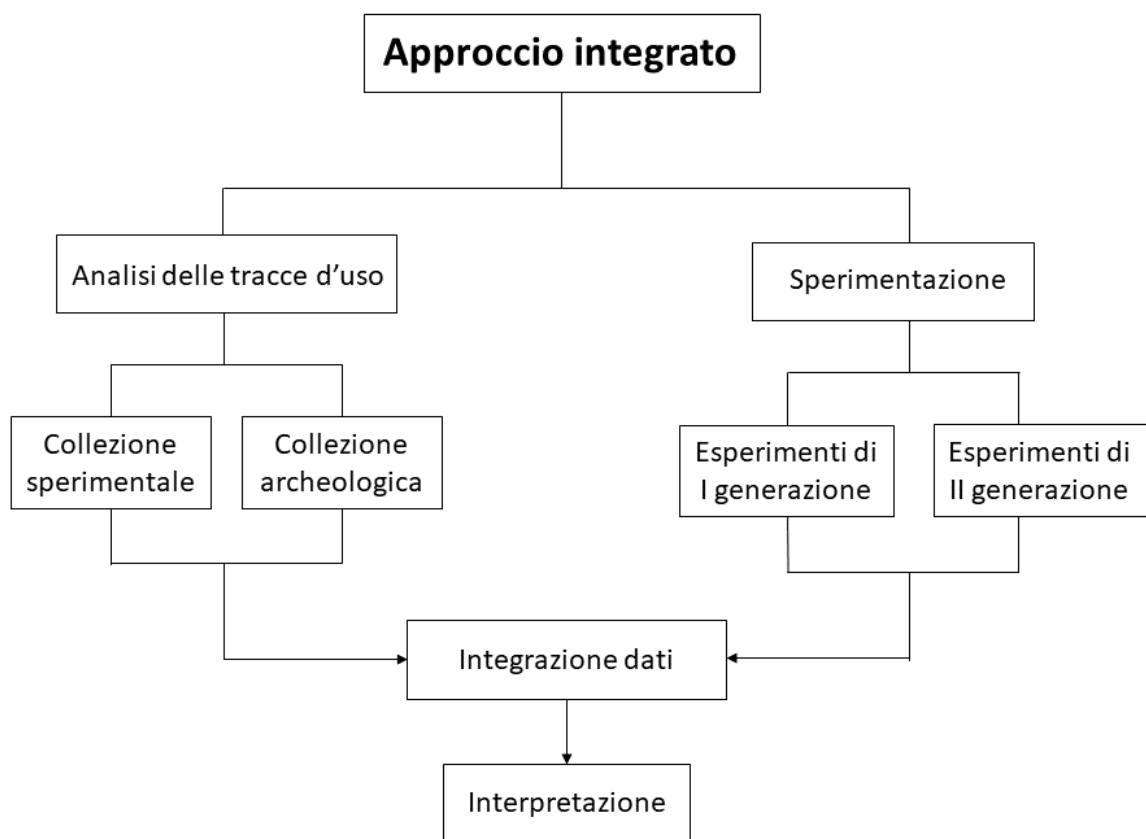 Approccio integrato
Analisi delle tracce d'uso
Sperimentazione
Collezione
sperimentale
Collezione
archeologica
Esperimenti di
I generazione
Esperimenti di
II generazione
Integrazione dati
Interpretazione